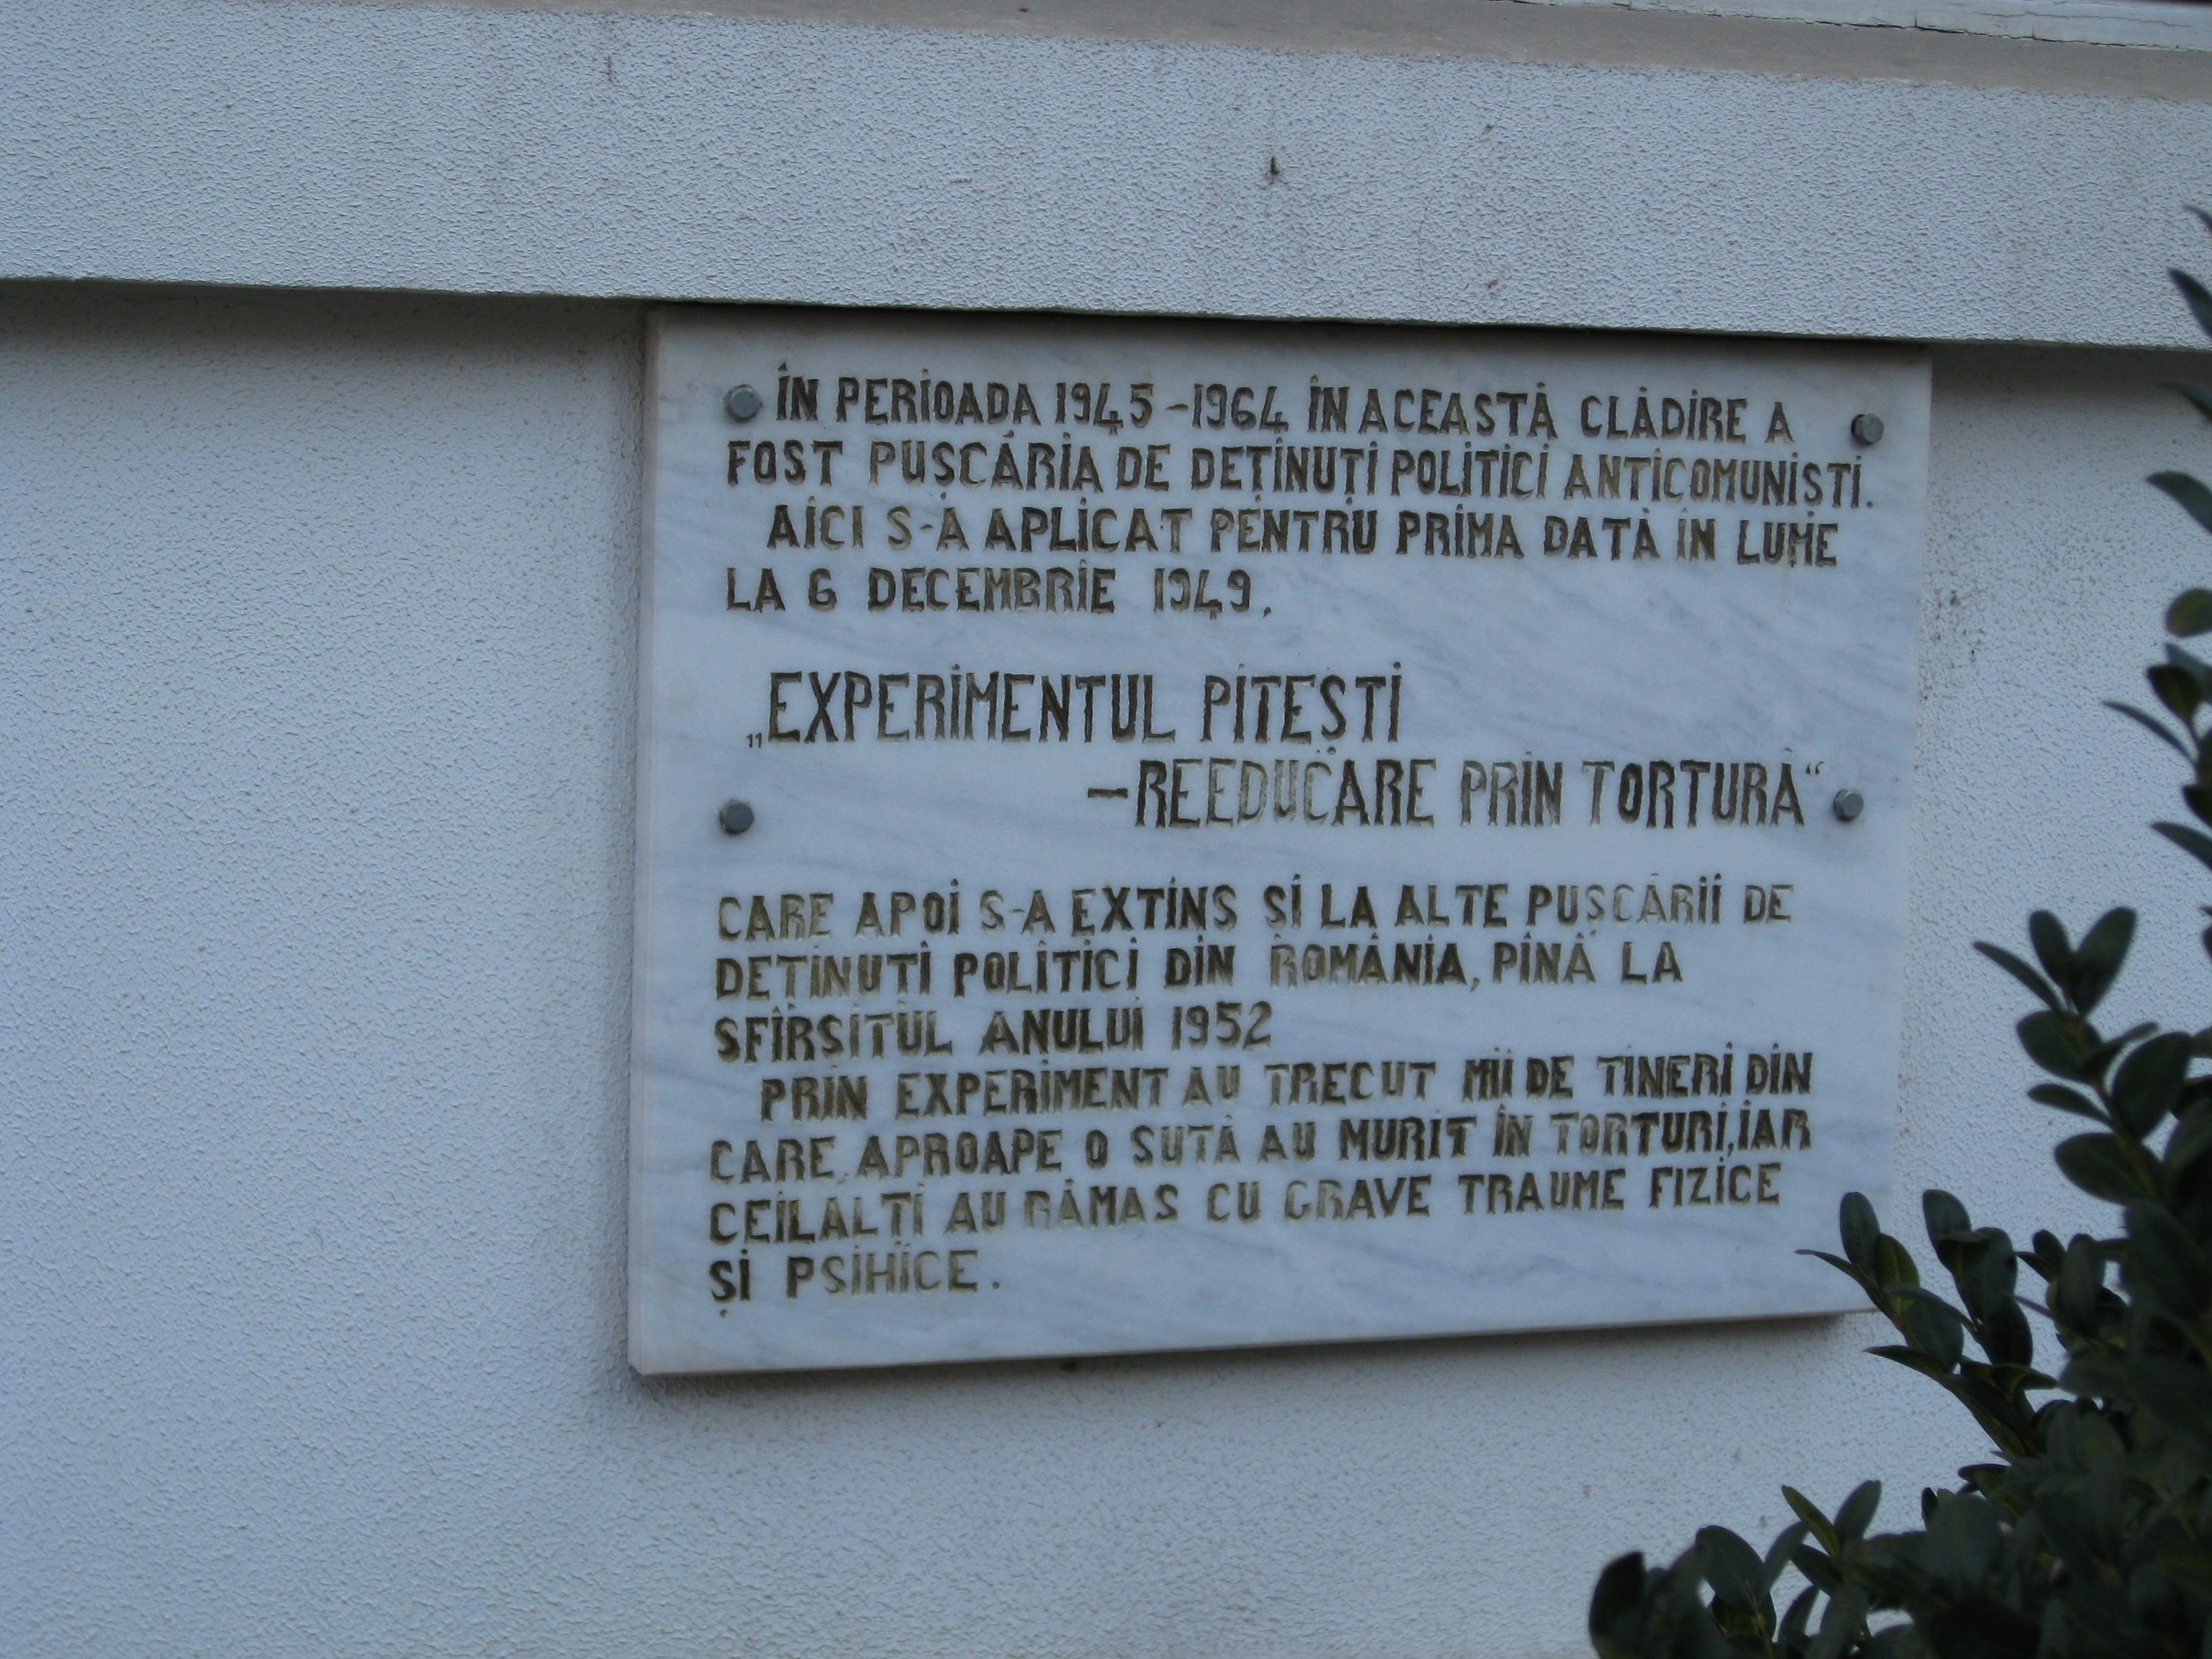 ÎN PERIOADA 1945-1964 ÎN ACEASTĂ CLĂDIRE A
FOST PUȘCĂRIA DE DEȚINUȚI POLITICI ANTICOMUNIȘTI.
AICI S-A APLICAT PENTRU PRIMA DATĂ ÎN LUME
LA 6 DECEMBRIE 1949,
„EXPERIMENTUL PITEȘTI
-REEDUCARE PRIN TORTURĂ“
CARE APOI S-A EXTINS ȘI LA ALTE PUȘCĂRII DE
DEȚINUȚI POLITICI DIN ROMÂNIA, PÎNĂ LA
SFÎRȘITUL ANULUI 1952
PRIN EXPERIMENT AU TRECUT MII DE TINERI DIN
CARE, APROAPE O SUTĂ AU MURIT ÎN TORTURI, IAR
CEILALȚI AU RĂMAS CU GRAVE TRAUME FIZICE
ȘI PSIHICE.